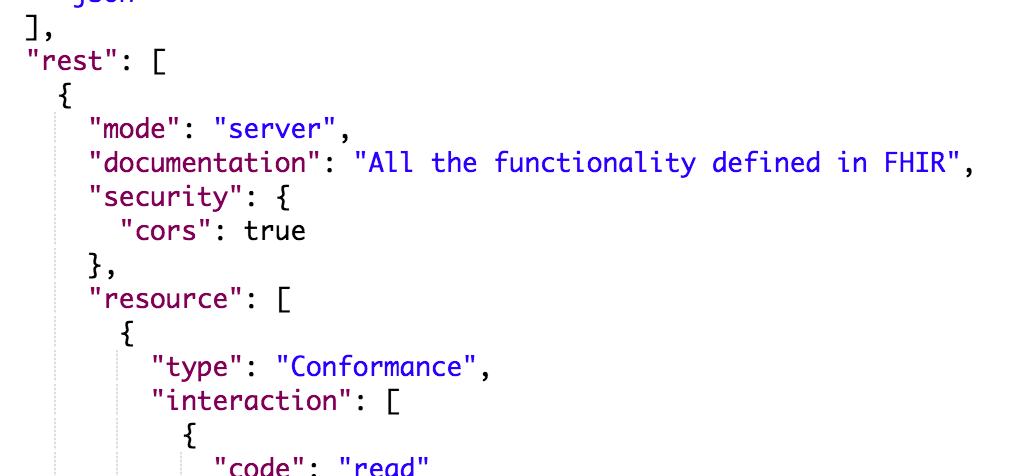 json"
],
"rest": [
{
"mode": "server",
"documentation": "All the functionality defined in FHIR",
"security": {
"cors": true
},
"resource": [
{
"type": "Conformance",
"interaction": [
{
"code": "read"